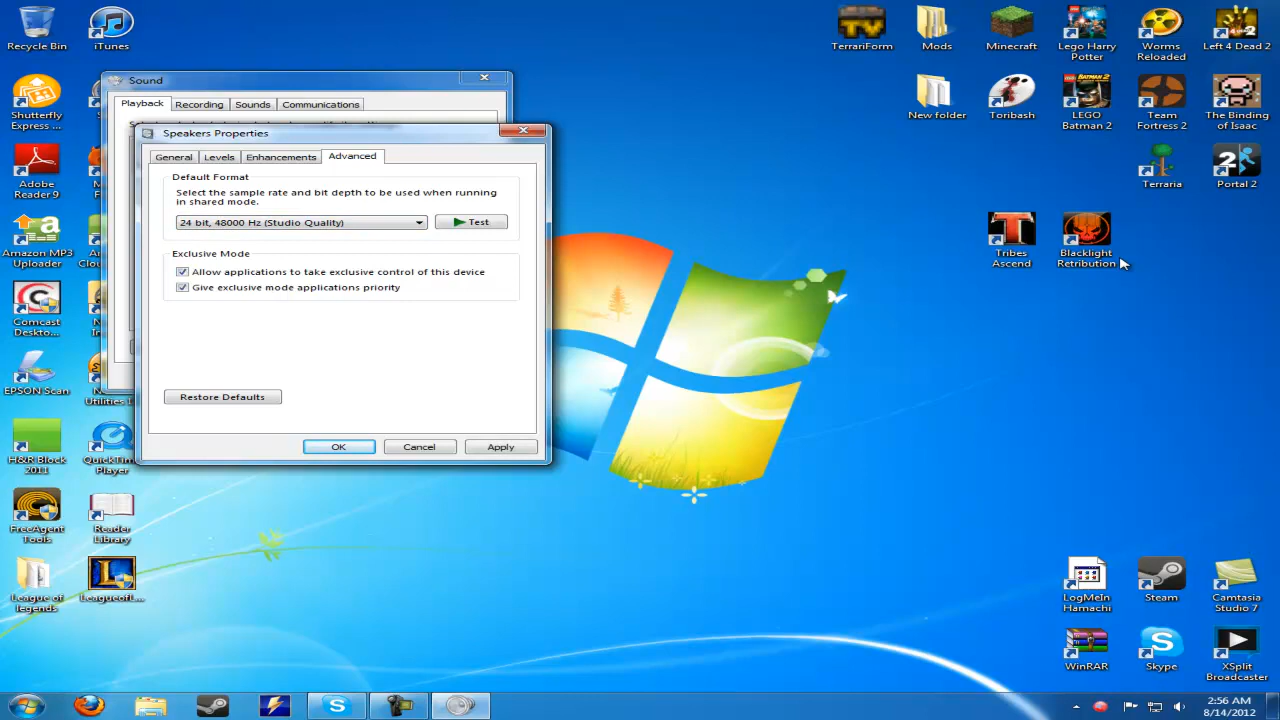 Recycle Bin
iTunes
Shutterfly
Express ...
Adobe
Reader 9
Amazon MP3
Uploader
Comcast
Deskto...
EPSON Scan
H&R Block
2011
QuickTime
Player
FreeAgent
Tools
Reader
Library
League of
legends
LeagueofL...
Sound
Playback
Recording
Sounds
Communications
Speakers Properties
General
Levels
Enhancements
Advanced
Default Format
Select the sample rate and bit depth to be used when running
in shared mode.
24 bit, 48000 Hz (Studio Quality)
Test
Exclusive Mode
Allow applications to take exclusive control of this device
Give exclusive mode applications priority
Restore Defaults
OK
Cancel
Apply
TerrariForm
Mods
Minecraft
Lego Harry
Potter
Worms
Reloaded
Left 4 Dead 2
New folder
Toribash
LEGO
Batman 2
Team
Fortress 2
The Binding
of Isaac
Terraria
Portal 2
Tribes
Ascend
Blacklight
Retribution
LogMeIn
Hamachi
Steam
Camtasia
Studio 7
WinRAR
Skype
XSplit
Broadcaster
2:56 AM
8/14/2012